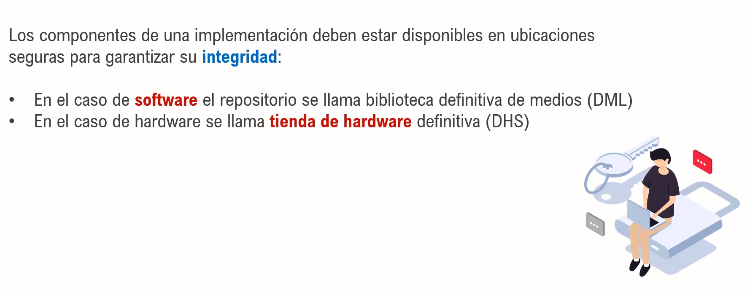 Los componentes de una implementación deben estar disponibles en ubicaciones
seguras para garantizar su integridad:
• En el caso de software el repositorio se llama biblioteca definitiva de medios (DML)
• En el caso de hardware se llama tienda de hardware definitiva (DHS)